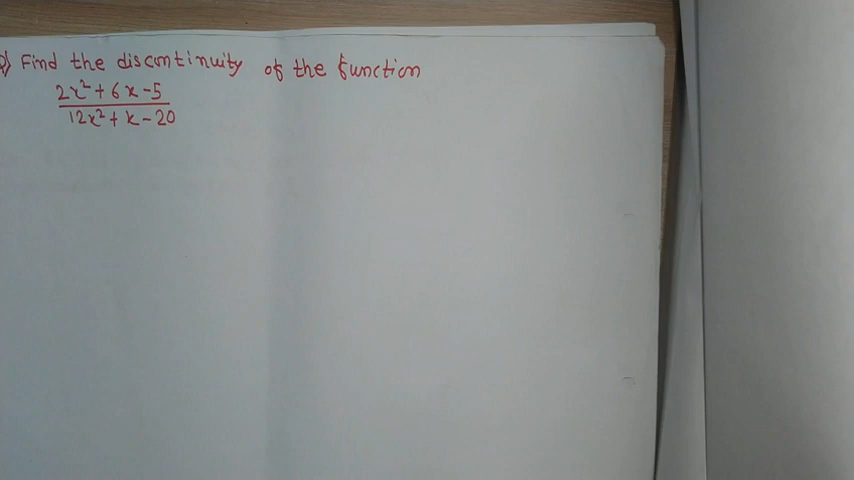 Q) Find the discontinuity of the function
2x² + 6x - 5
12x² + x - 20